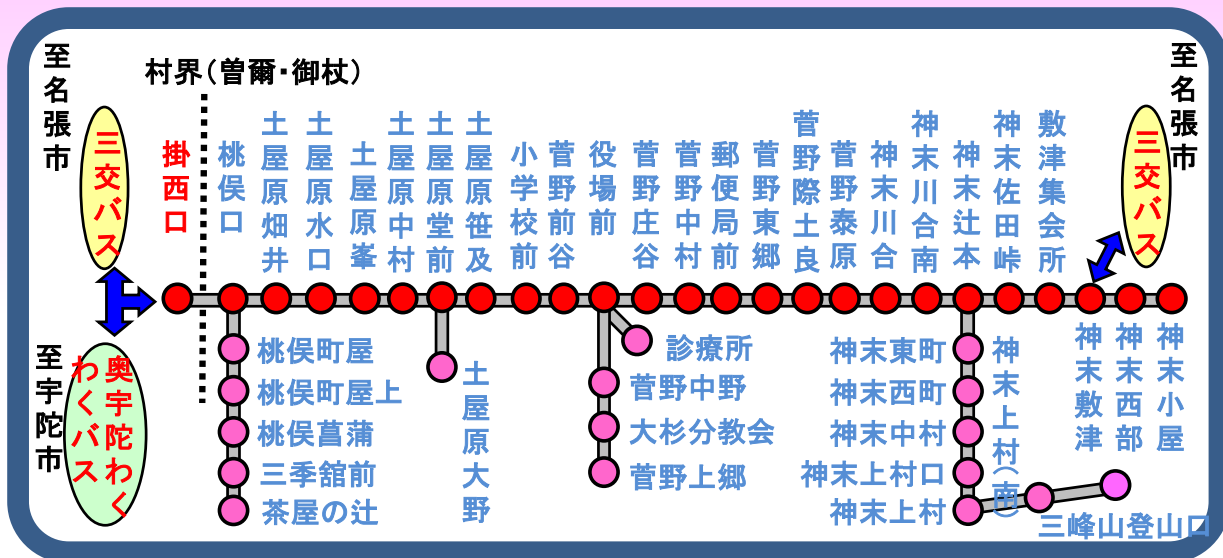 至名張市
村界（曽爾・御杖）
至名張市
三交バス
掛西口
桃俣口
土屋原畑井
土屋原水口
土屋原峯
土屋原中村
土屋原堂前
土屋原笹及
小学校前
菅野前谷
役場前
菅野庄谷
菅野中村
郵便局前
菅野東郷
菅野際土良
菅野泰原
神末川合
神末川合南
神末辻本
神末佐田峠
敷津集会所
三交バス
至宇陀市
奥宇陀わく
わくバス
桃俣町屋
桃俣町屋上
桃俣菖蒲
三季舘前
茶屋の辻
土屋原大野
診療所
菅野中野
大杉分教会
菅野上郷
神末東町
神末西町
神末中村
神末上村口
神末上村
神末上村（南）
三峰山登山口
神末敷津
神末西部
神末小屋